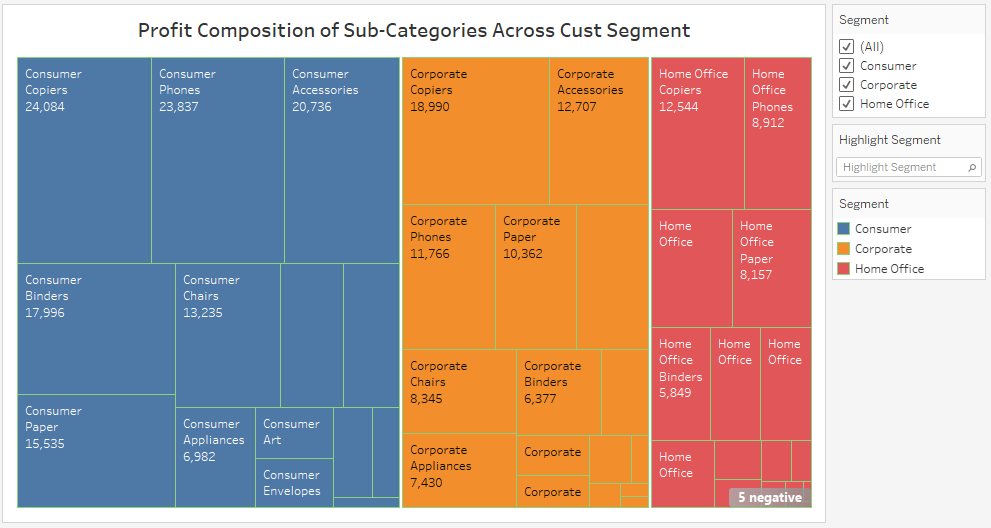 Profit Composition of Sub-Categories Across Cust Segment
Consumer
Copiers
24,084
Consumer
Phones
23,837
Consumer
Accessories
20,736
Consumer
Binders
17,996
Consumer
Chairs
13,235
Consumer
Paper
15,535
Consumer
Appliances
6,982
Consumer
Art
Consumer
Envelopes
Corporate
Copiers
18,990
Corporate
Accessories
12,707
Corporate
Phones
11,766
Corporate
Paper
10,362
Corporate
Chairs
8,345
Corporate
Binders
6,377
Corporate
Appliances
7,430
Corporate
Corporate
Home Office
Copiers
12,544
Home
Office
Phones
8,912
Home
Office
Home
Office
Paper
8,157
Home
Office
Binders
5,849
Home
Office
Home
Office
Home
Office
5 negative
Segment
(All)
Consumer
Corporate
Home Office
Highlight Segment
Highlight Segment
Segment
Consumer
Corporate
Home Office